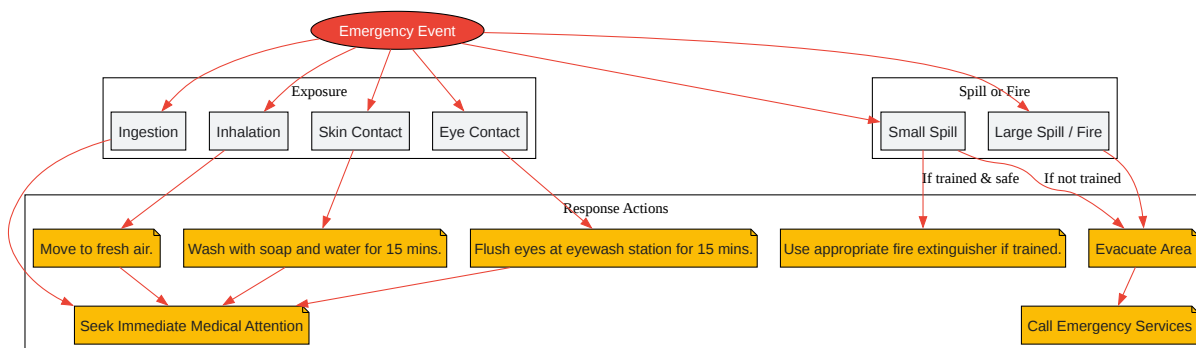 Emergency Event
Exposure
Spill or Fire
Ingestion
Inhalation
Skin Contact
Eye Contact
Small Spill
Large Spill / Fire
If trained & safe
If not trained
Response Actions
Move to fresh air.
Wash with soap and water for 15 mins.
Flush eyes at eyewash station for 15 mins.
Use appropriate fire extinguisher if trained.
Evacuate Area
Seek Immediate Medical Attention
Call Emergency Services